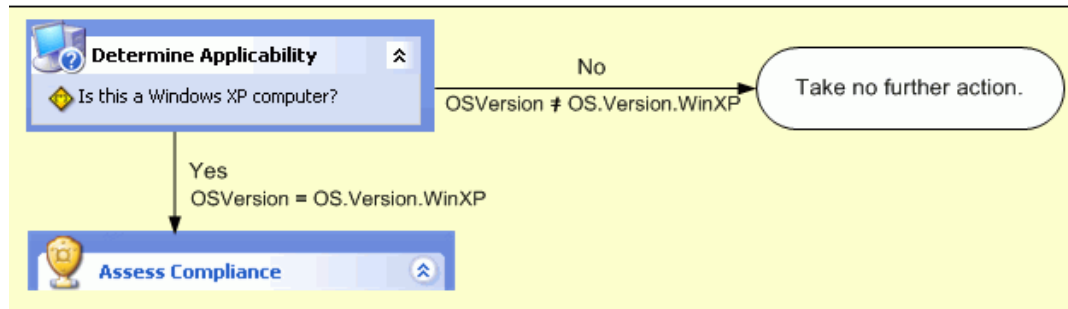 Determine Applicability
Is this a Windows XP computer?
No
OSVersion ≠ OS.Version.WinXP
Take no further action.
Yes
OSVersion = OS.Version.WinXP
Assess Compliance